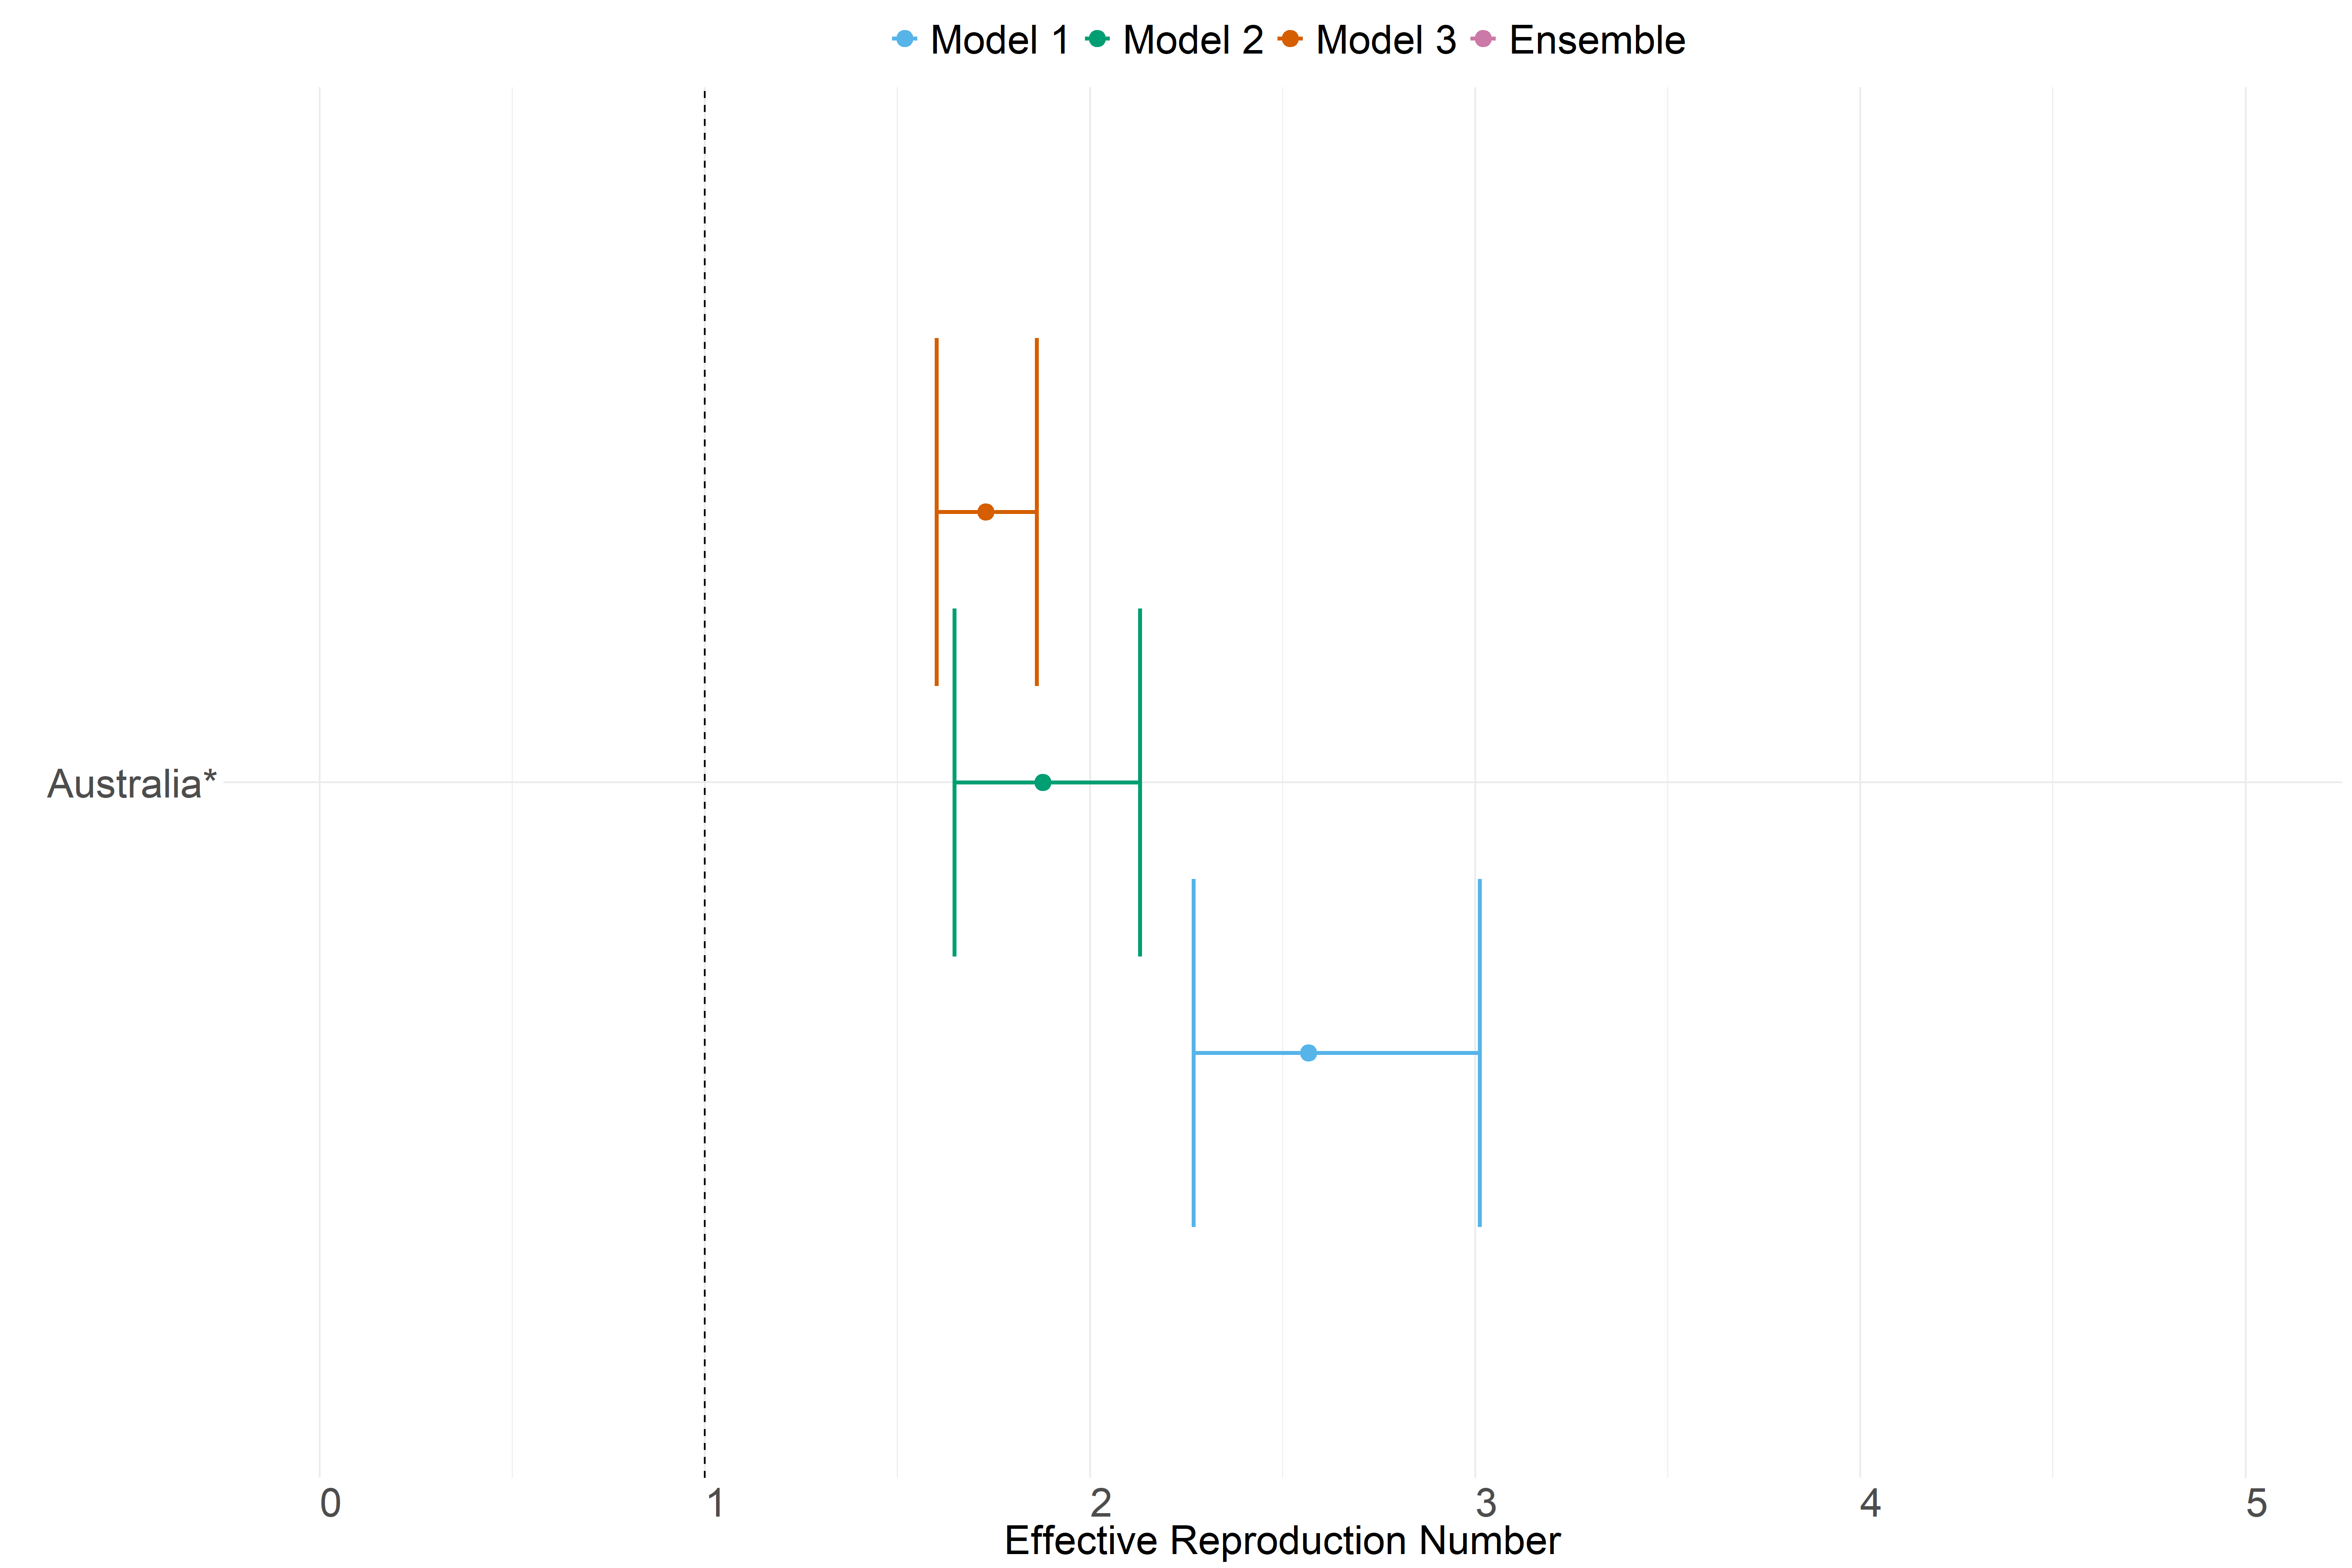 Model 1 Model 2 Model 3 Ensemble
Australia*
0 1 2 3 4 5
Effective Reproduction Number